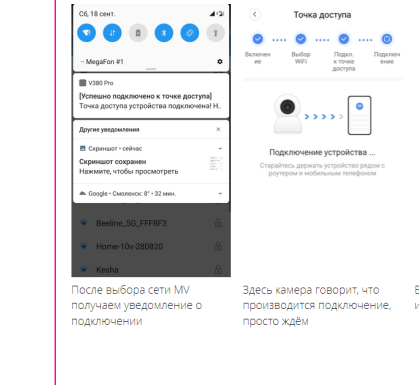 Сб, 18 сент.
– MegaFon #1
V380 Pro
[Успешно подключено к точке доступа]
Точка доступа устройства подключена! Н..
Другие уведомления
Скриншот • сейчас
Скриншот сохранен
Нажмите, чтобы просмотреть
Google • Смоленск: 8° • 32 мин.
Beeline_5G_FFF8F3
Home-10v-280820
Kesha
После выбора сети MV
получаем уведомление о
подключении
Точка доступа
Включен
ие
Выбор
WiFi
Подкл.
к точке
доступа
Подключ
ение
Подключение устройства ...
Старайтесь держать устройство рядом с
роутером и мобильным телефоном
Здесь камера говорит, что
производится подключение,
просто ждём